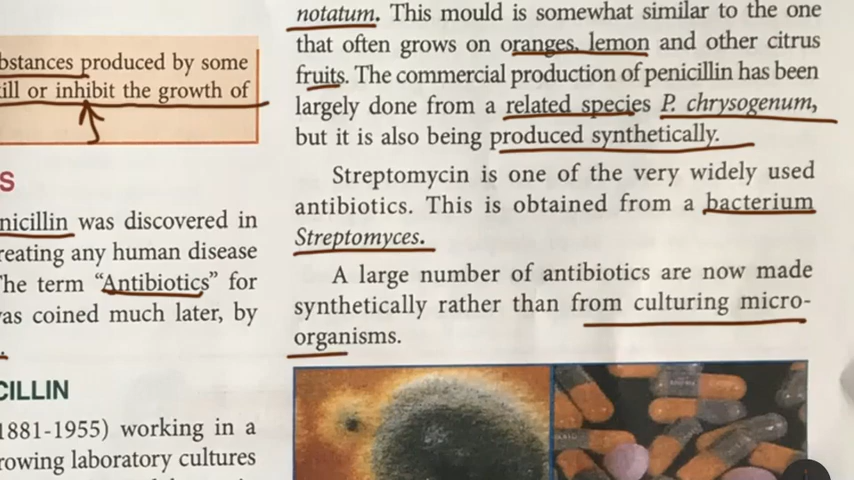 bstances produced by some
ill or inhibit the growth of
S
nicillin was discovered in
reating any human disease
he term “Antibiotics” for
as coined much later, by
CILLIN
1881-1955) working in a
rowing laboratory cultures
notatum. This mould is somewhat similar to the one
that often grows on oranges, lemon and other citrus
fruits. The commercial production of penicillin has been
largely done from a related species P. chrysogenum,
but it is also being produced synthetically.
Streptomycin is one of the very widely used
antibiotics. This is obtained from a bacterium
Streptomyces.
A large number of antibiotics are now made
synthetically rather than from culturing micro-
organisms.